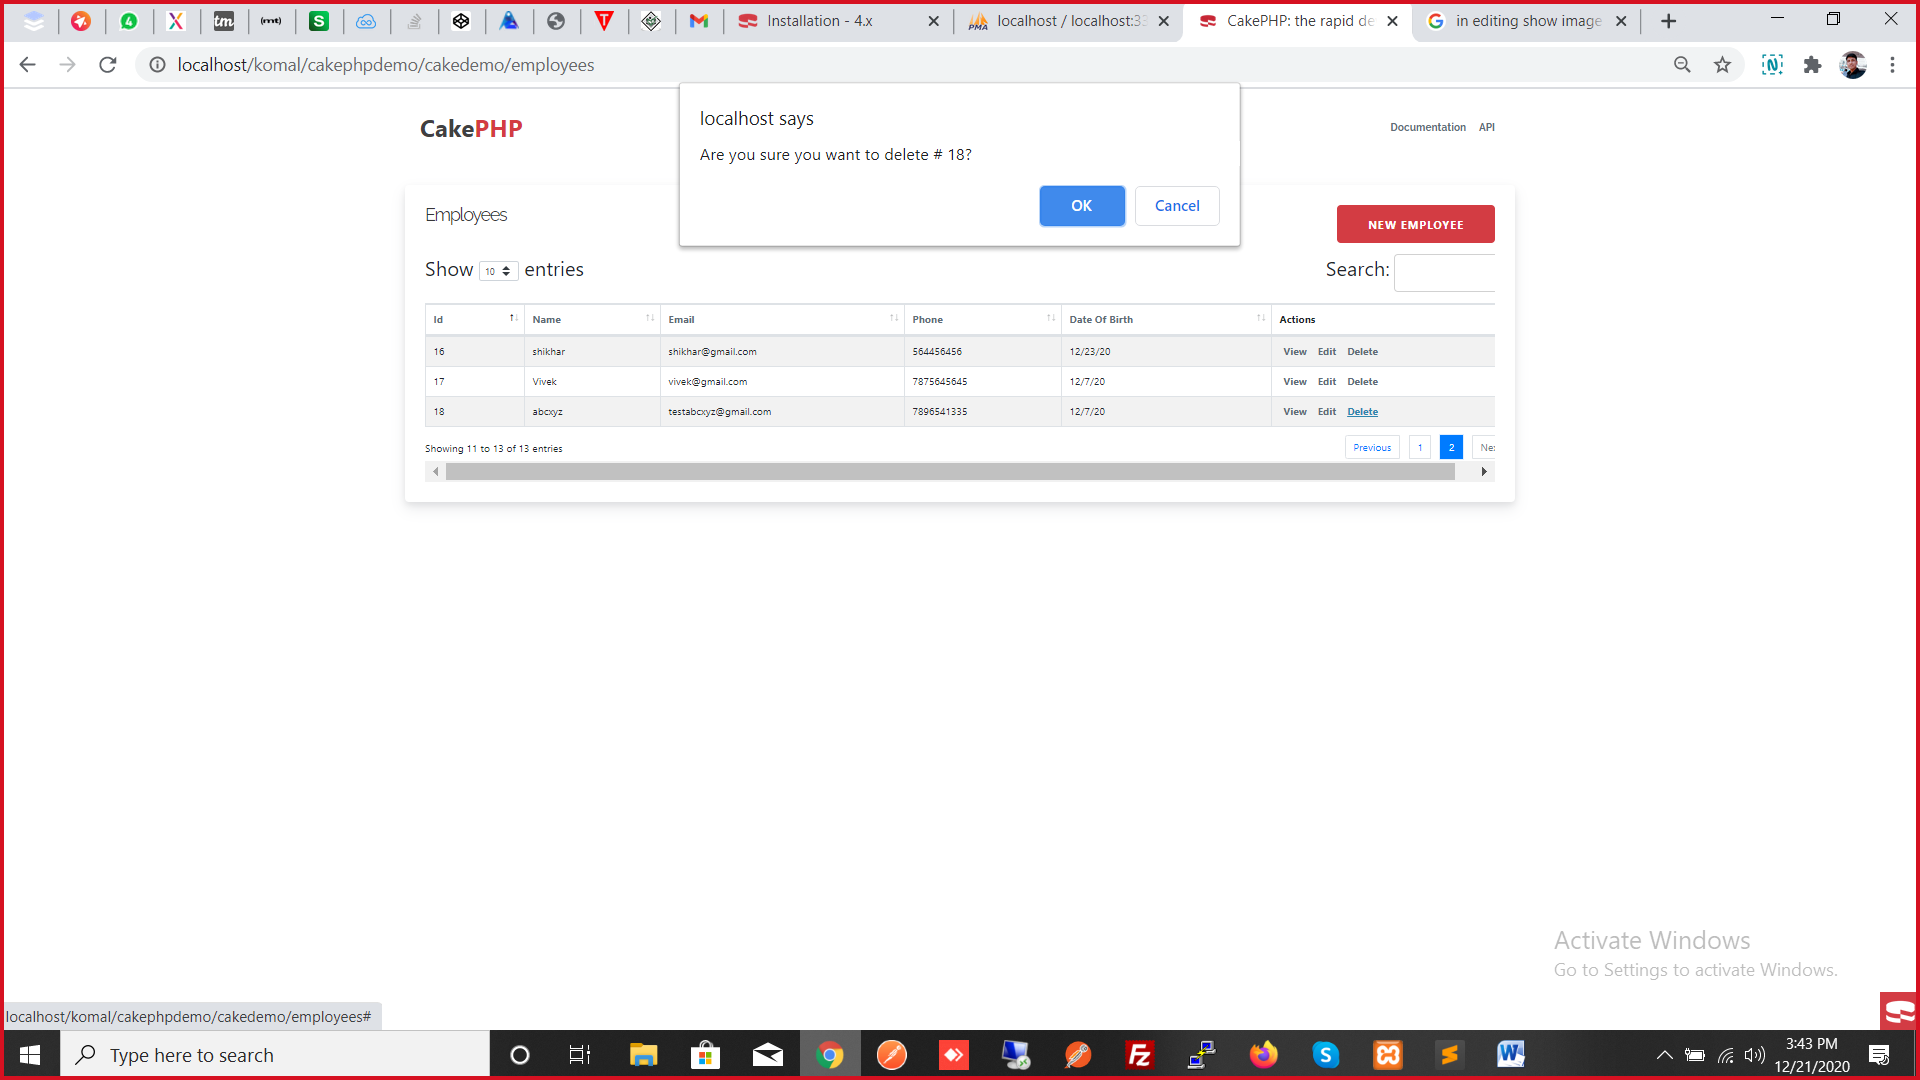 Installation - 4.x
localhost / localhost:33
CakePHP: the rapid de
in editing show image
localhost/komal/cakephpdemo/cakedemo/employees
localhost says
Are you sure you want to delete # 18?
OK Cancel
CakePHP
Documentation API
Employees
NEW EMPLOYEE
Show 10 entries
Search:
Id Name Email Phone Date Of Birth Actions
16 shikhar shikhar@gmail.com 564456456 12/23/20 View Edit Delete
17 Vivek vivek@gmail.com 7875645645 12/7/20 View Edit Delete
18 abcxyz testabcxyz@gmail.com 7896541335 12/7/20 View Edit Delete
Showing 11 to 13 of 13 entries
Previous 1 2 Nex
Activate Windows
Go to Settings to activate Windows.
localhost/komal/cakephpdemo/cakedemo/employees#
Type here to search
3:43 PM
12/21/2020